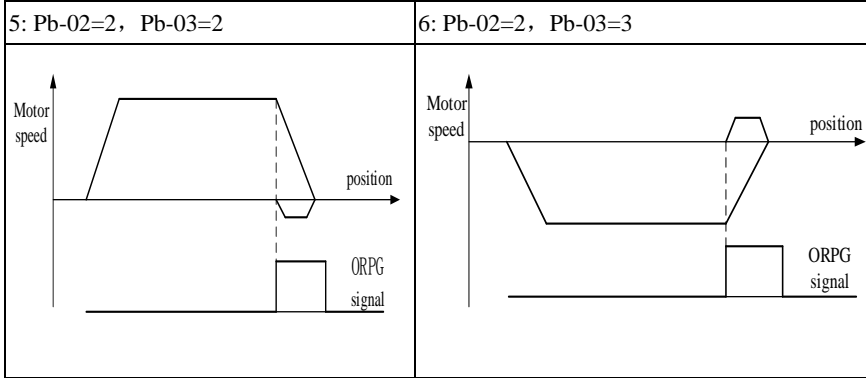 5: Pb-02=2，Pb-03=2
Motor
speed
position
ORPG
signal
6: Pb-02=2，Pb-03=3
Motor
speed
position
ORPG
signal